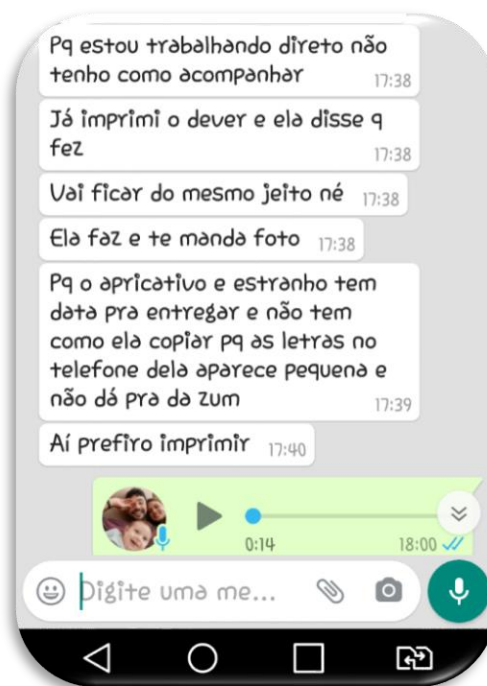 Pq estou trabalhando direto não
tenho como acompanhar
17:38
Já imprimi o dever e ela disse q
fez
17:38
Vai ficar do mesmo jeito né 17:38
Ela faz e te manda foto 17:38
Pq o apricativo e estranho tem
data pra entregar e não tem
como ela copiar pq as letras no
telefone dela aparece pequena e
não dá pra da zum
17:39
Aí prefiro imprimir 17:40
0:14 18:00
Digite uma me...